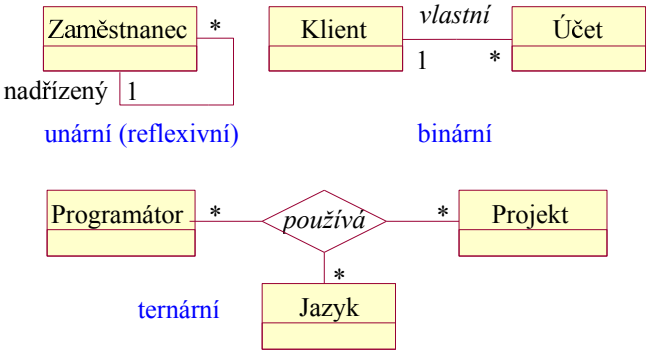 Zaměstnanec *
nadřízený 1
unární (reflexivní)
Klient vlastní Účet
1 *
binární
Programátor * používá * Projekt
*
Jazyk
ternární